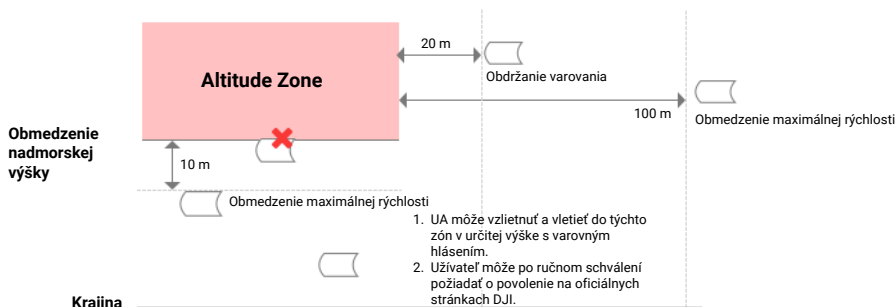 20 m
Altitude Zone
Obdržanie varovania
100 m
Obmedzenie maximálnej rýchlosti
Obmedzenie
nadmorskej
výšky
10 m
Obmedzenie maximálnej rýchlosti
1. UA môže vzlietnuť a vletieť do týchto
zón v určitej výške s varovným
hlásením.
2. Užívateľ môže po ručnom schválení
požiadať o povolenie na oficiálnych
stránkach DJI.
Krajina